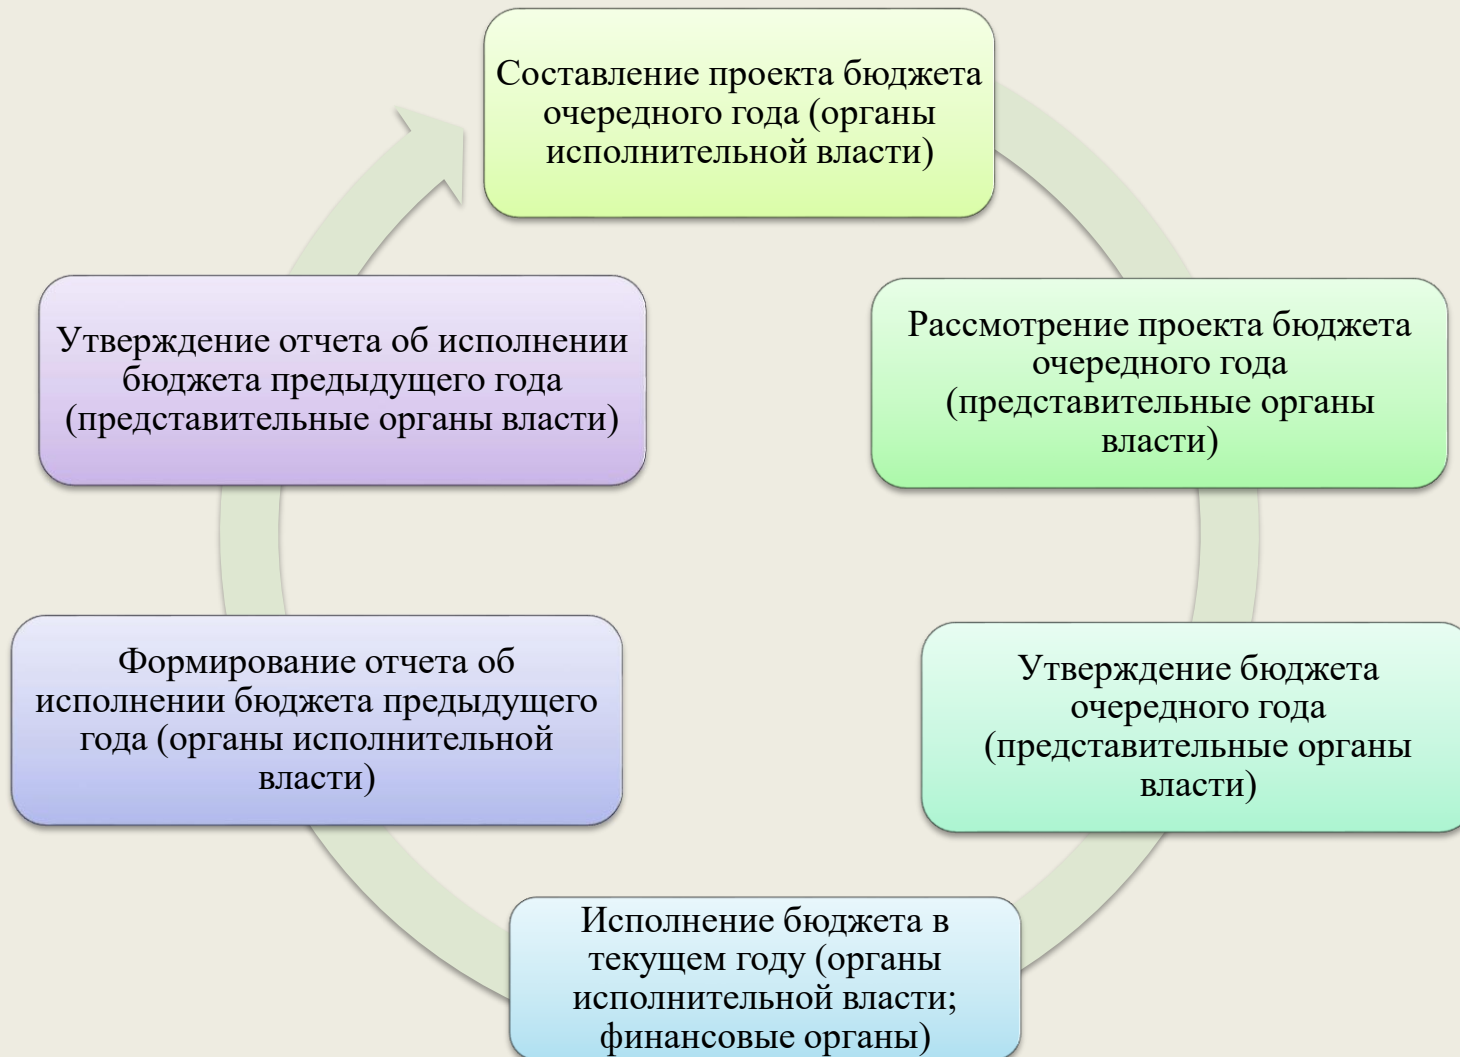 Составление проекта бюджета
очередного года (органы
исполнительной власти)
Рассмотрение проекта бюджета
очередного года
(представительные органы
власти)
Утверждение бюджета
очередного года
(представительные органы
власти)
Исполнение бюджета в
текущем году (органы
исполнительной власти;
финансовые органы)
Формирование отчета об
исполнении бюджета предыдущего
года (органы исполнительной
власти)
Утверждение отчета об исполнении
бюджета предыдущего года
(представительные органы власти)